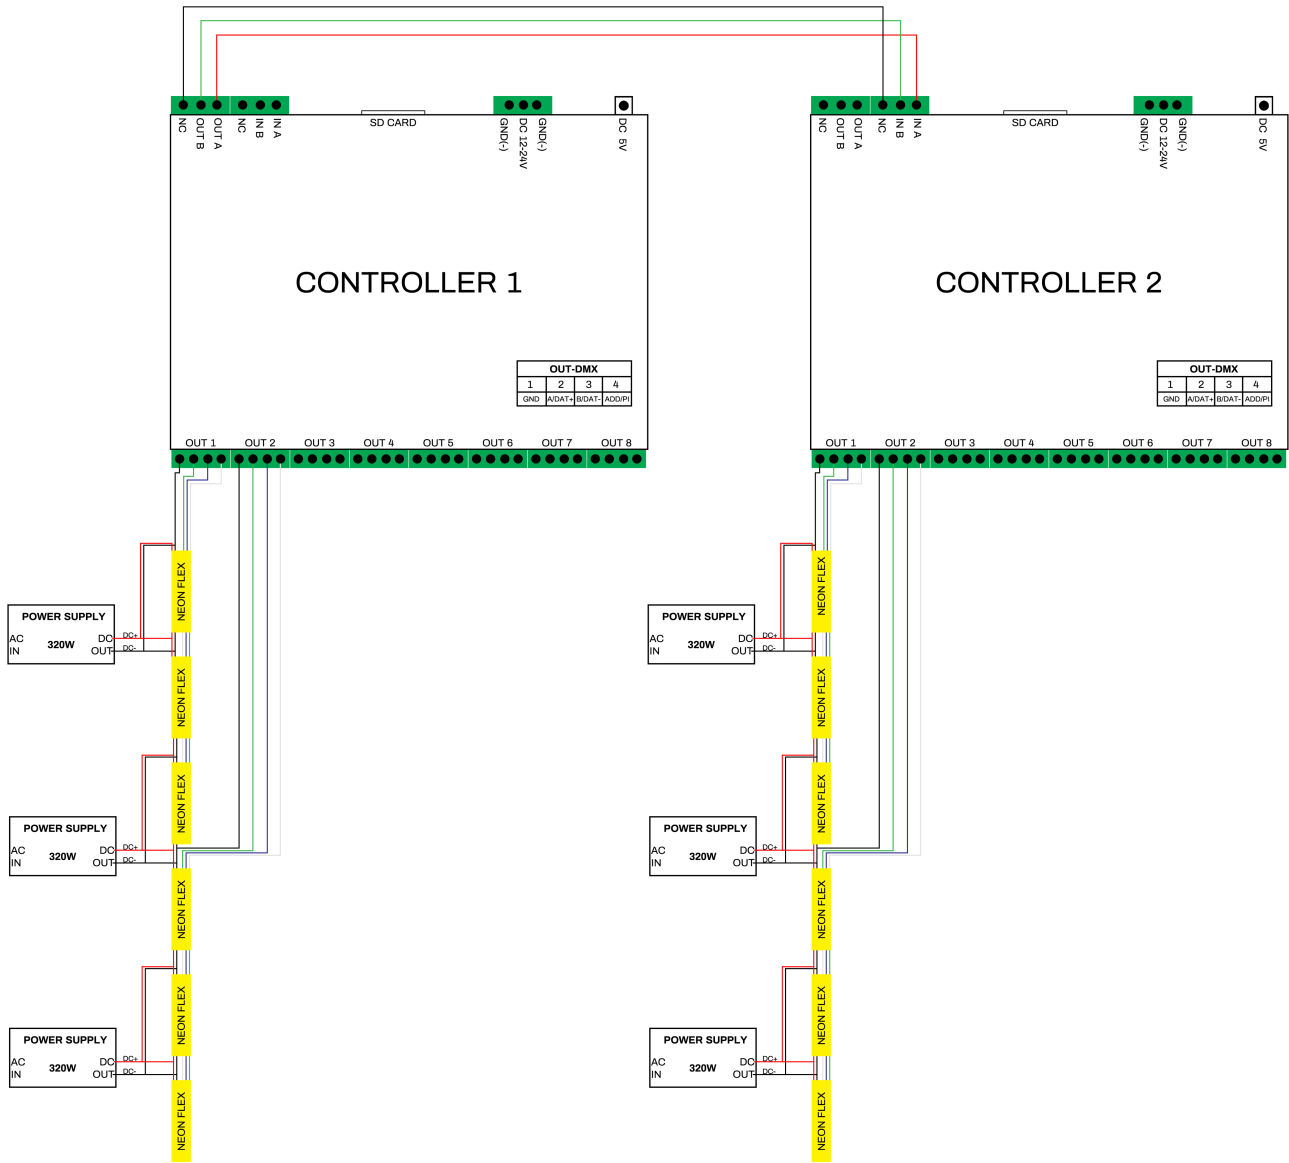 NC OUT B OUT A NC IN B IN A
SD CARD
GND(-) DC 12-24V GND(-)
DC 5V
CONTROLLER 1
OUT-DMX
1 2 3 4
GND A/DAT+ B/DAT- ADD/PI
OUT 1 OUT 2 OUT 3 OUT 4 OUT 5 OUT 6 OUT 7 OUT 8
NC OUT B OUT A NC IN B IN A
SD CARD
GND(-) DC 12-24V GND(-)
DC 5V
CONTROLLER 2
OUT-DMX
1 2 3 4
GND A/DAT+ B/DAT- ADD/PI
OUT 1 OUT 2 OUT 3 OUT 4 OUT 5 OUT 6 OUT 7 OUT 8
NEON FLEX
POWER SUPPLY
AC 320W DC DC+
IN OUT DC-
NEON FLEX
NEON FLEX
POWER SUPPLY
AC 320W DC DC+
IN OUT DC-
NEON FLEX
NEON FLEX
POWER SUPPLY
AC 320W DC DC+
IN OUT DC-
NEON FLEX
NEON FLEX
POWER SUPPLY
AC 320W DC DC+
IN OUT DC-
NEON FLEX
NEON FLEX
POWER SUPPLY
AC 320W DC DC+
IN OUT DC-
NEON FLEX
NEON FLEX
POWER SUPPLY
AC 320W DC DC+
IN OUT DC-
NEON FLEX